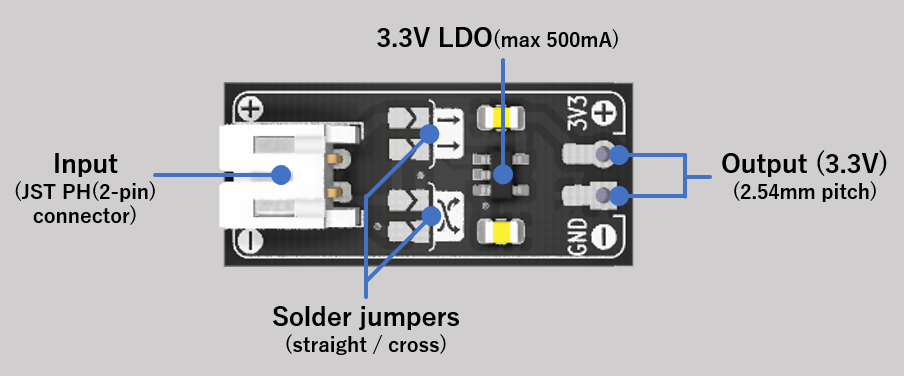 3.3V LDO(max 500mA)
+
3V3 +
Input
(JST PH(2-pin)
connector)
Output (3.3V)
(2.54mm pitch)
−
GND −
Solder jumpers
(straight / cross)